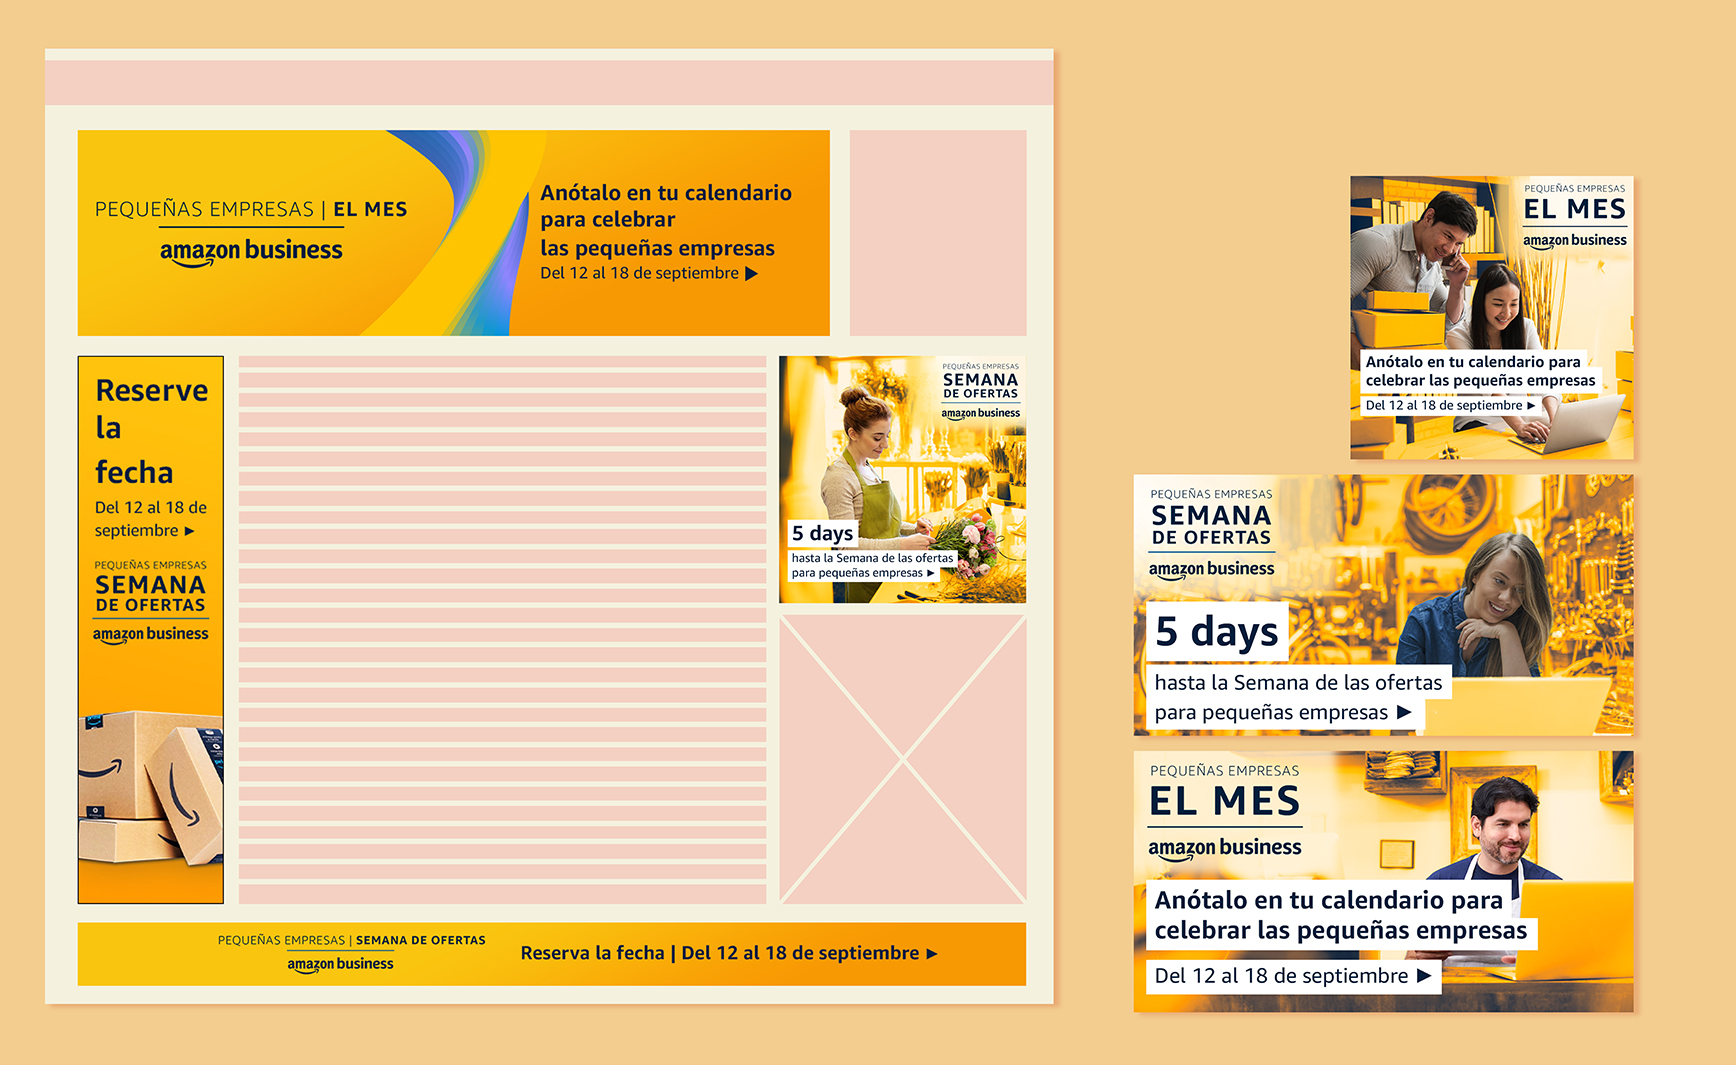 PEQUEÑAS EMPRESAS | EL MES
amazon business
Anótalo en tu calendario
para celebrar
las pequeñas empresas
Del 12 al 18 de septiembre ▶
Reserve
la
fecha
Del 12 al 18 de
septiembre ▶
PEQUEÑAS EMPRESAS
SEMANA
DE OFERTAS
amazon business
PEQUEÑAS EMPRESAS
SEMANA
DE OFERTAS
amazon business
5 days
hasta la Semana de las ofertas
para pequeñas empresas ▶
PEQUEÑAS EMPRESAS | SEMANA DE OFERTAS
amazon business
Reserva la fecha | Del 12 al 18 de septiembre ▶
PEQUEÑAS EMPRESAS
EL MES
amazon business
Anótalo en tu calendario para
celebrar las pequeñas empresas
Del 12 al 18 de septiembre ▶
PEQUEÑAS EMPRESAS
SEMANA
DE OFERTAS
amazon business
5 days
hasta la Semana de las ofertas
para pequeñas empresas ▶
PEQUEÑAS EMPRESAS
EL MES
amazon business
Anótalo en tu calendario para
celebrar las pequeñas empresas
Del 12 al 18 de septiembre ▶